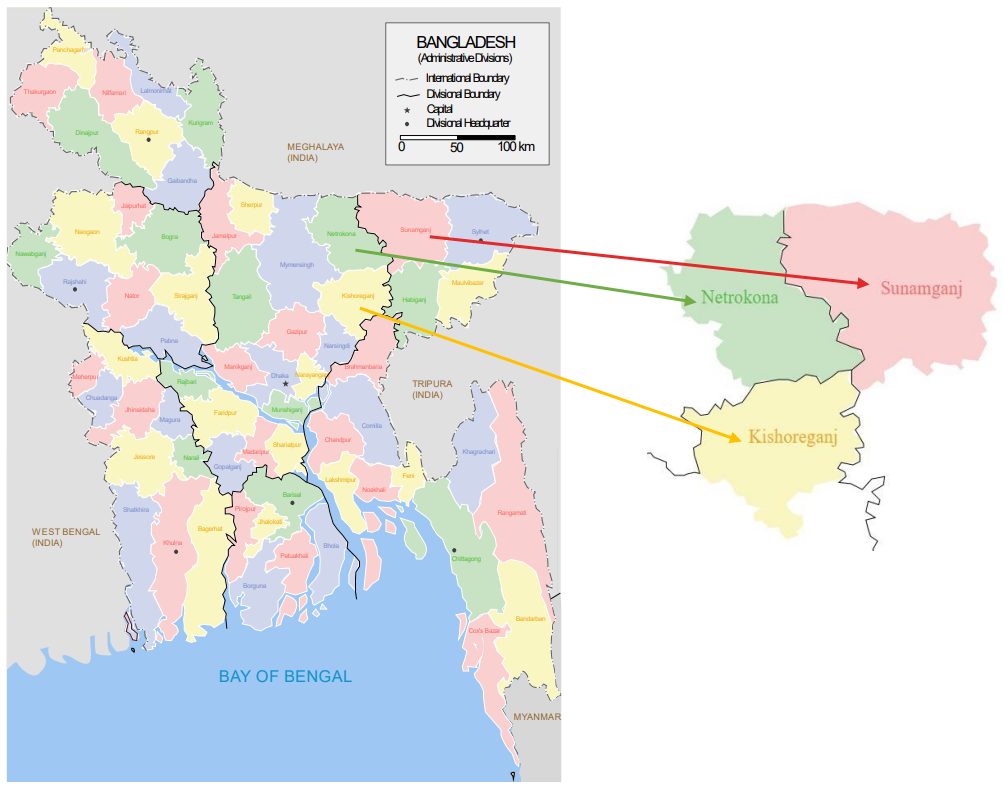 BANGLADESH
(Administrative Divisions)
International Boundary
Divisional Boundary
Capital
Divisional Headquarter
0 50 100 km
Panchagarh
Thakurgaon
Nilfamari
Lalmonirhat
Dinajpur
Rangpur
Kurigram
MEGHALAYA
(INDIA)
Gaibandha
Jaipurhat
Sherpur
Naogaon
Bogra
Jamalpur
Netrokona
Sunamganj
Sylhet
Nawabganj
Mymensingh
Rajshahi
Nator
Sirajganj
Tangail
Kishoreganj
Habiganj
Maulvibazar
Netrokona
Sunamganj
Pabna
Gazipur
Narsingdi
Kushtia
Meherpur
Manikganj
Dhaka
Narayanganj
Brahmanbaria
Rajbari
TRIPURA
(INDIA)
Chuadanga
Jhinaidaha
Magura
Faridpur
Munshiganj
Comilla
Kishoreganj
Chandpur
Jessore
Narail
Gopalganj
Madaripur
Shariatpur
Khagrachari
Lakshmipur
Noakhali
Feni
Shatkhira
Barisal
Pirojpur
Jhalokati
Rangamati
WEST BENGAL
(INDIA)
Khulna
Bagerhat
Patuakhali
Bhola
Chittagong
Borguna
Bandarban
Cox's Bazar
BAY OF BENGAL
MYANMAR